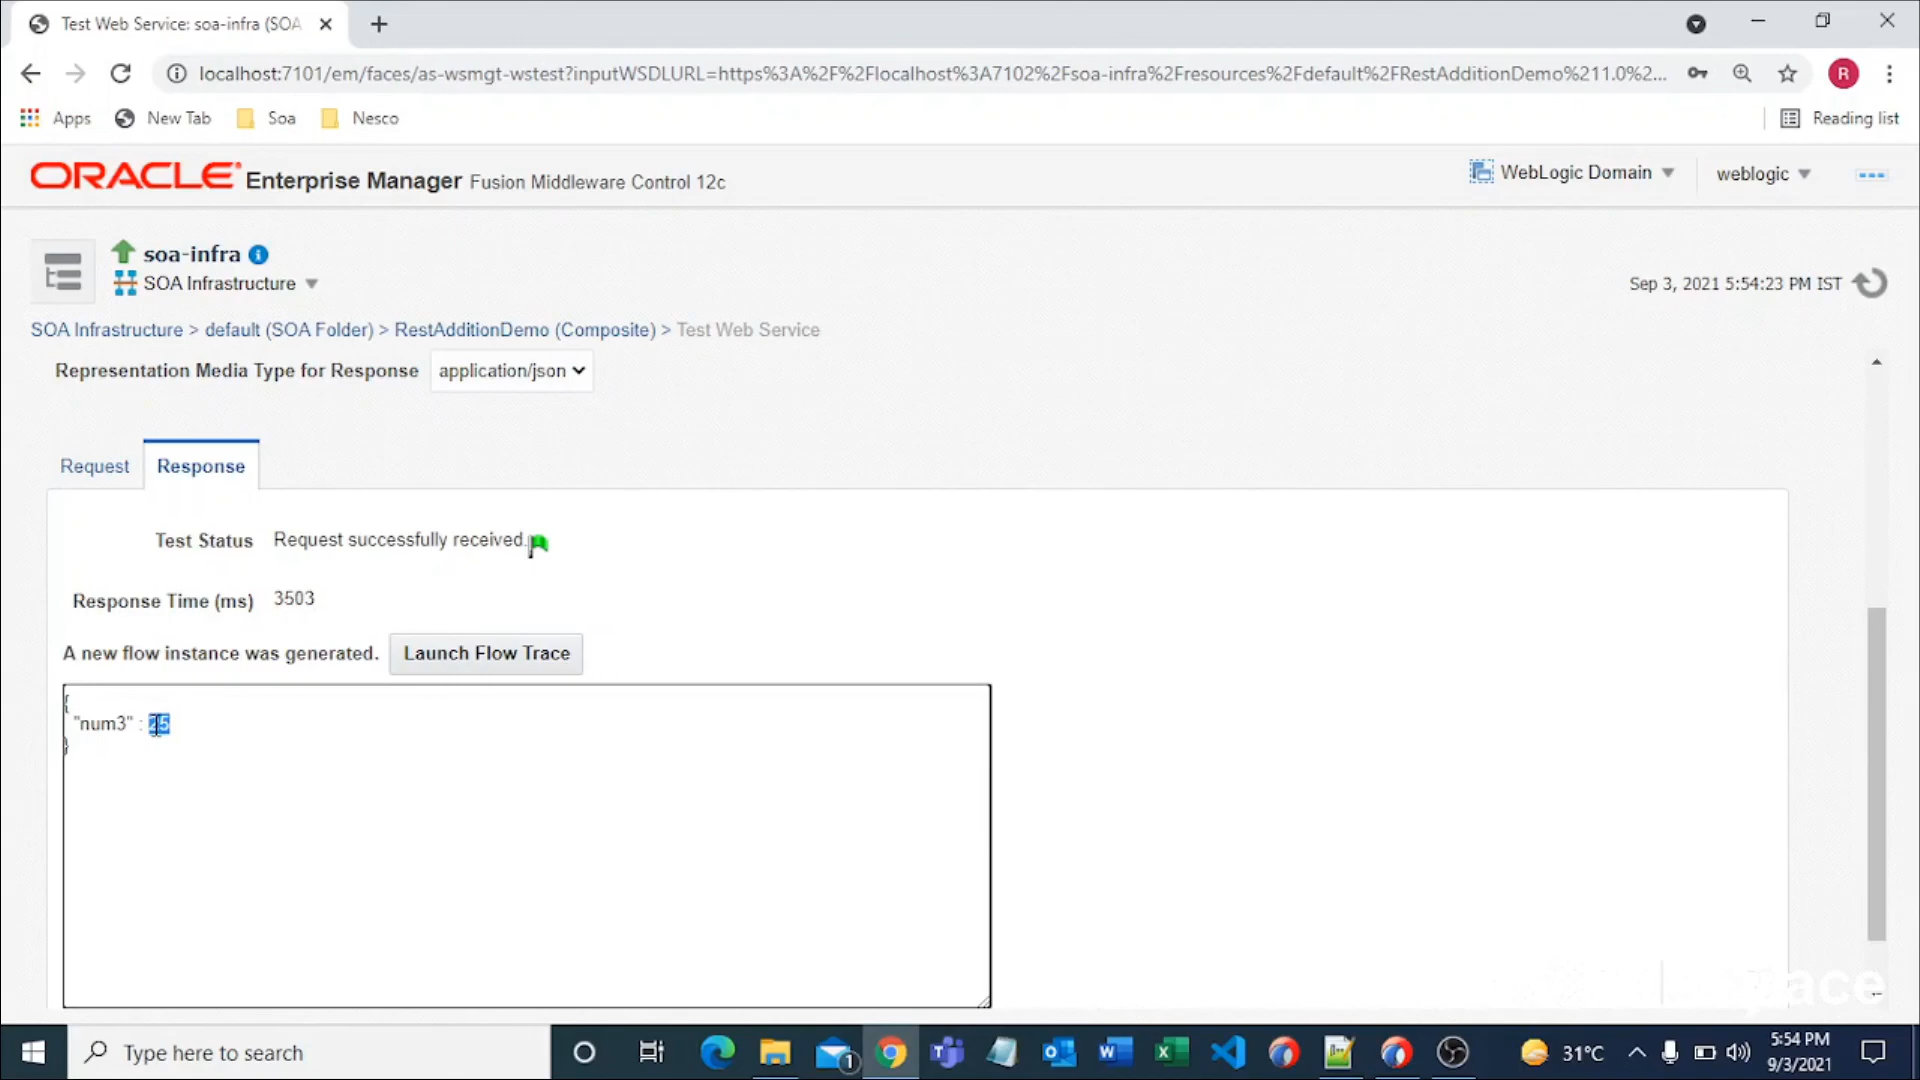 Test Web Service: soa-infra (SOA
localhost:7101/em/faces/as-wsmgt-wstest?inputWSDLURL=https%3A%2F%2Flocalhost%3A7102%2Fsoa-infra%2Fresources%2Fdefault%2FRestAdditionDemo%211.0%2... R
Apps New Tab Soa Nesco Reading list
ORACLE Enterprise Manager Fusion Middleware Control 12c WebLogic Domain weblogic
soa-infra
SOA Infrastructure
Sep 3, 2021 5:54:23 PM IST
SOA Infrastructure > default (SOA Folder) > RestAdditionDemo (Composite) > Test Web Service
Representation Media Type for Response application/json
Request Response
Test Status Request successfully received.
Response Time (ms) 3503
A new flow instance was generated. Launch Flow Trace
{
"num3" :
}
Type here to search
1
31°C
5:54 PM
9/3/2021